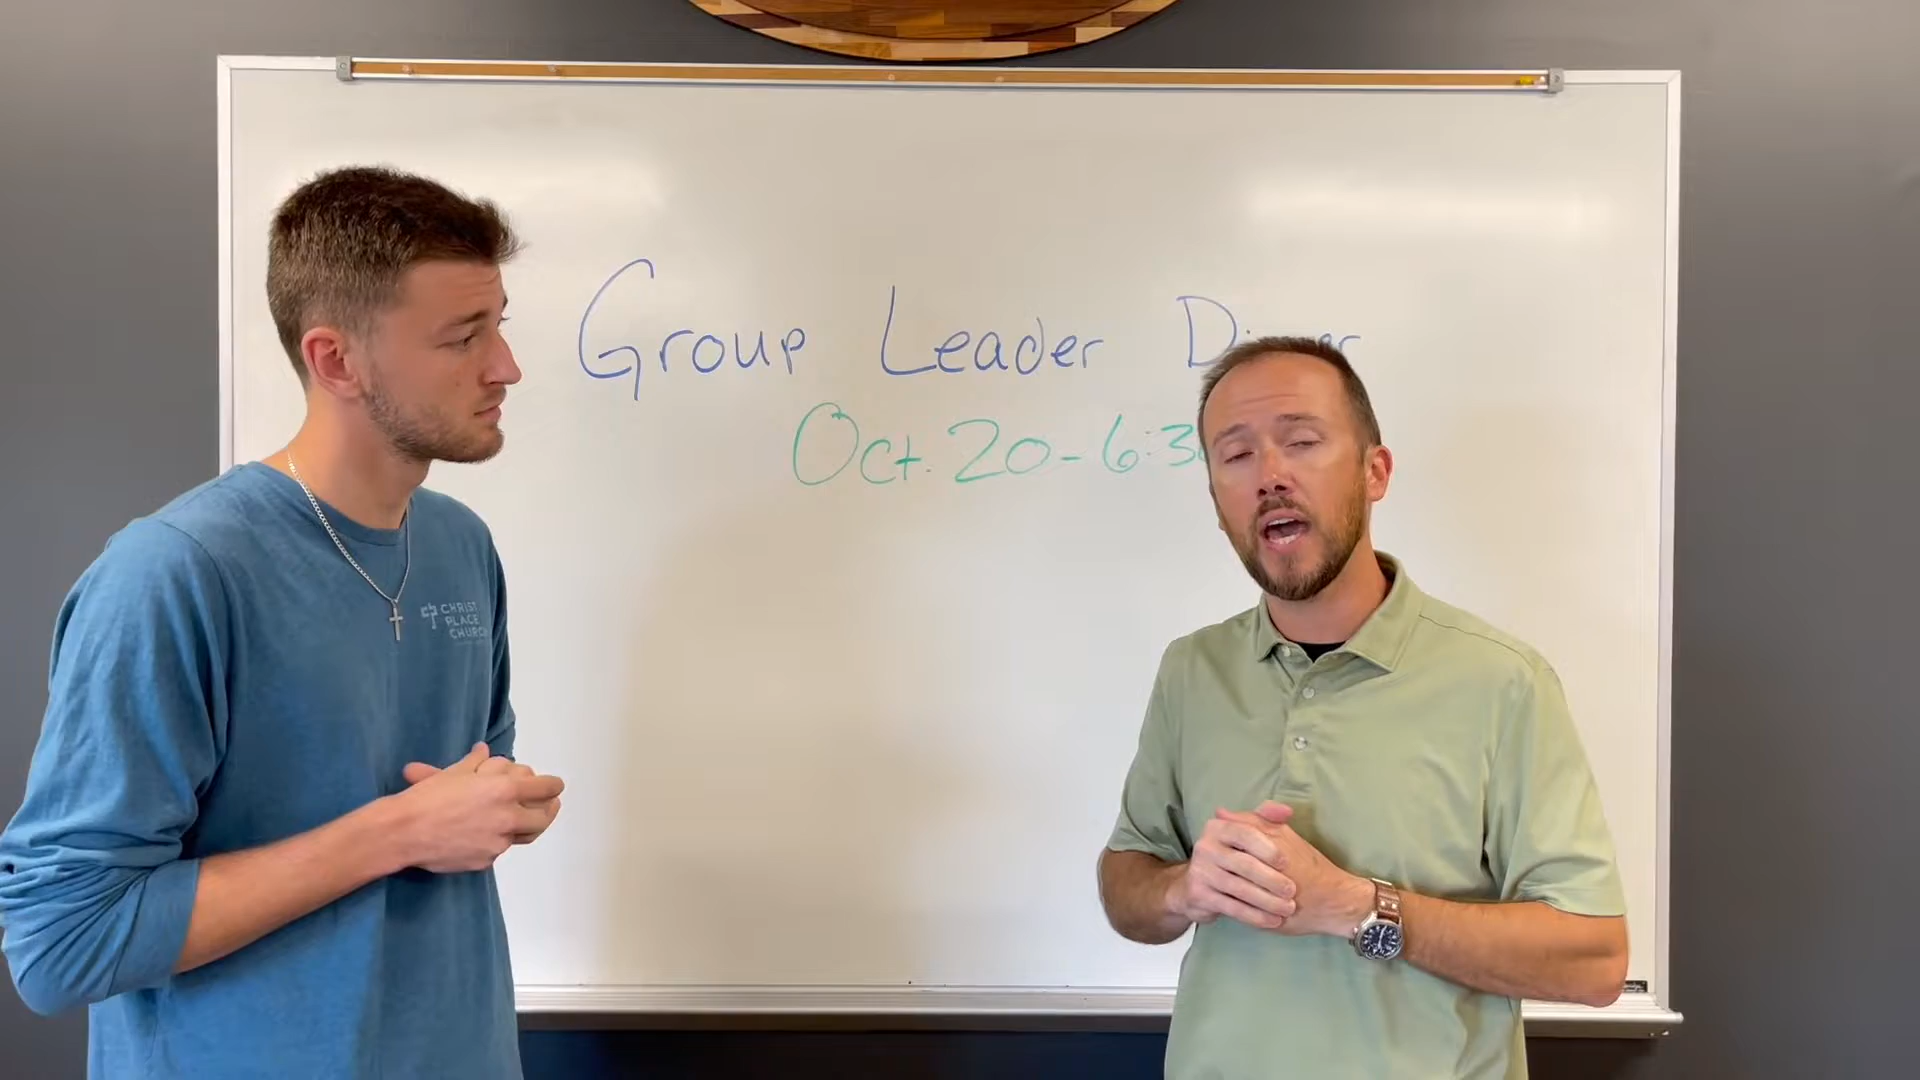 Group Leader
Oct. 20 - 6:3
CHRIST
PLACE
CHURCH